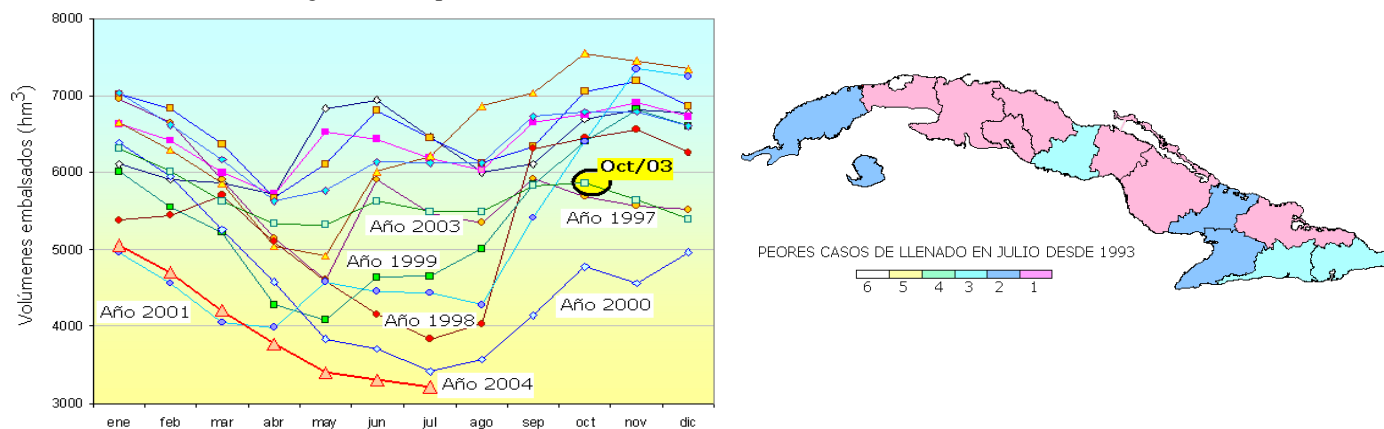 8000
7000
6000
5000
4000
3000
Volúmenes embalsados (hm³)
Oct/03
Año 1997
Año 2003
Año 1999
Año 2000
Año 2001
Año 1998
Año 2004
ene feb mar abr may jun jul ago sep oct nov dic
PEORES CASOS DE LLENADO EN JULIO DESDE 1993
6 5 4 3 2 1